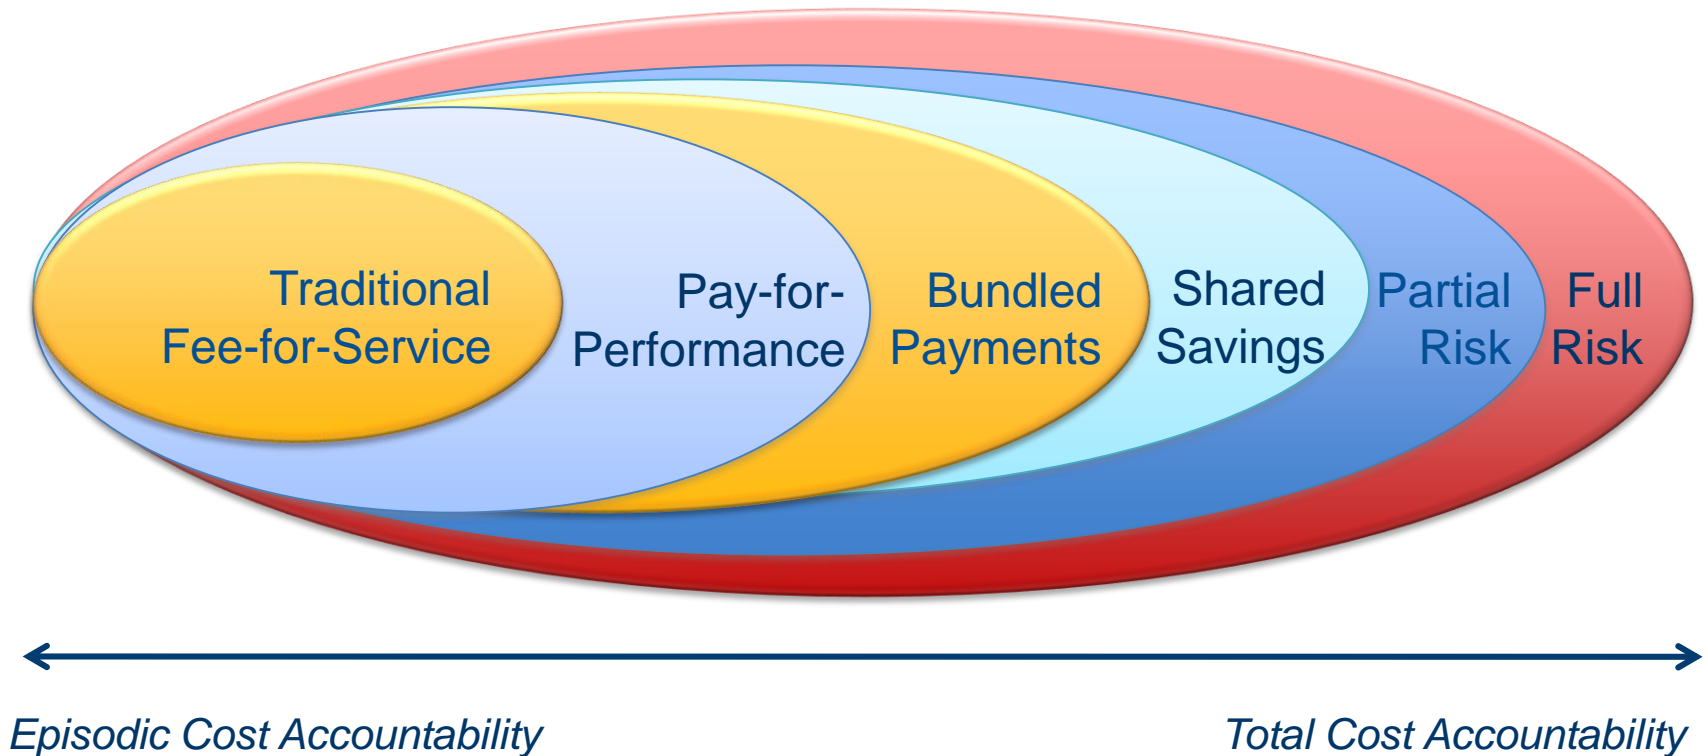 Traditional
Fee-for-Service
Pay-for-
Performance
Bundled
Payments
Shared
Savings
Partial
Risk
Full
Risk
Episodic Cost Accountability
Total Cost Accountability